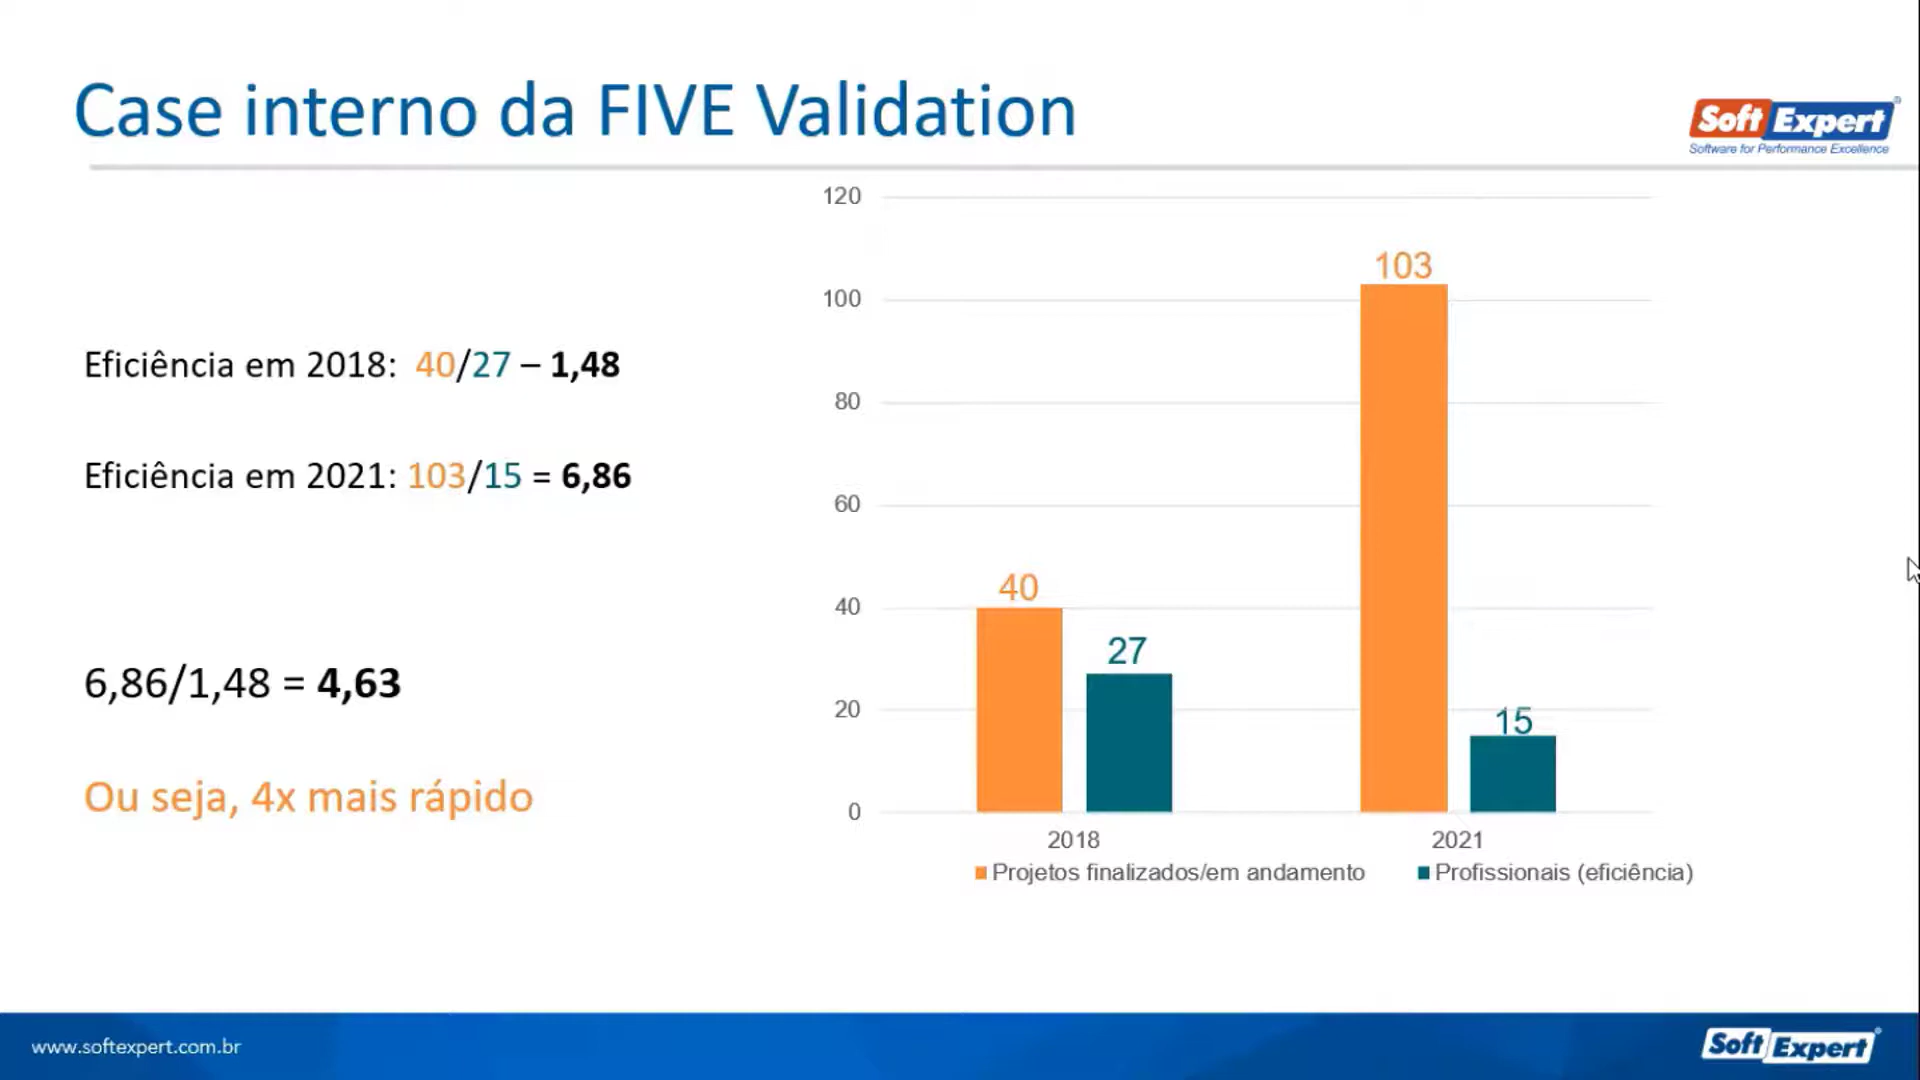 Case interno da FIVE Validation
Soft Expert®
Software for Performance Excellence
Eficiência em 2018: 40/27 – 1,48
Eficiência em 2021: 103/15 = 6,86
6,86/1,48 = 4,63
Ou seja, 4x mais rápido
120
100
80
60
40
20
0
40
27
103
15
2018
2021
Projetos finalizados/em andamento
Profissionais (eficiência)
www.softexpert.com.br
Soft Expert®